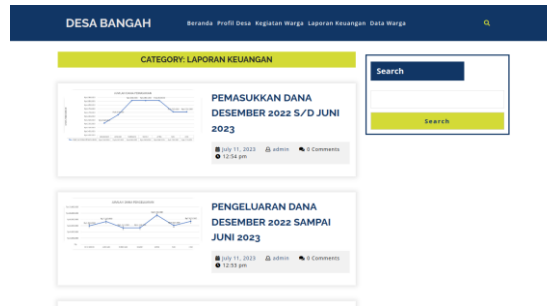 DESA BANGAH
Beranda Profil Desa Kegiatan Warga Laporan Keuangan Data Warga
CATEGORY: LAPORAN KEUANGAN
PEMASUKKAN DANA
DESEMBER 2022 S/D JUNI
2023
July 11, 2023 admin 0 Comments
12:54 pm
PENGELUARAN DANA
DESEMBER 2022 SAMPAI
JUNI 2023
July 11, 2023 admin 0 Comments
12:53 pm
Search
Search